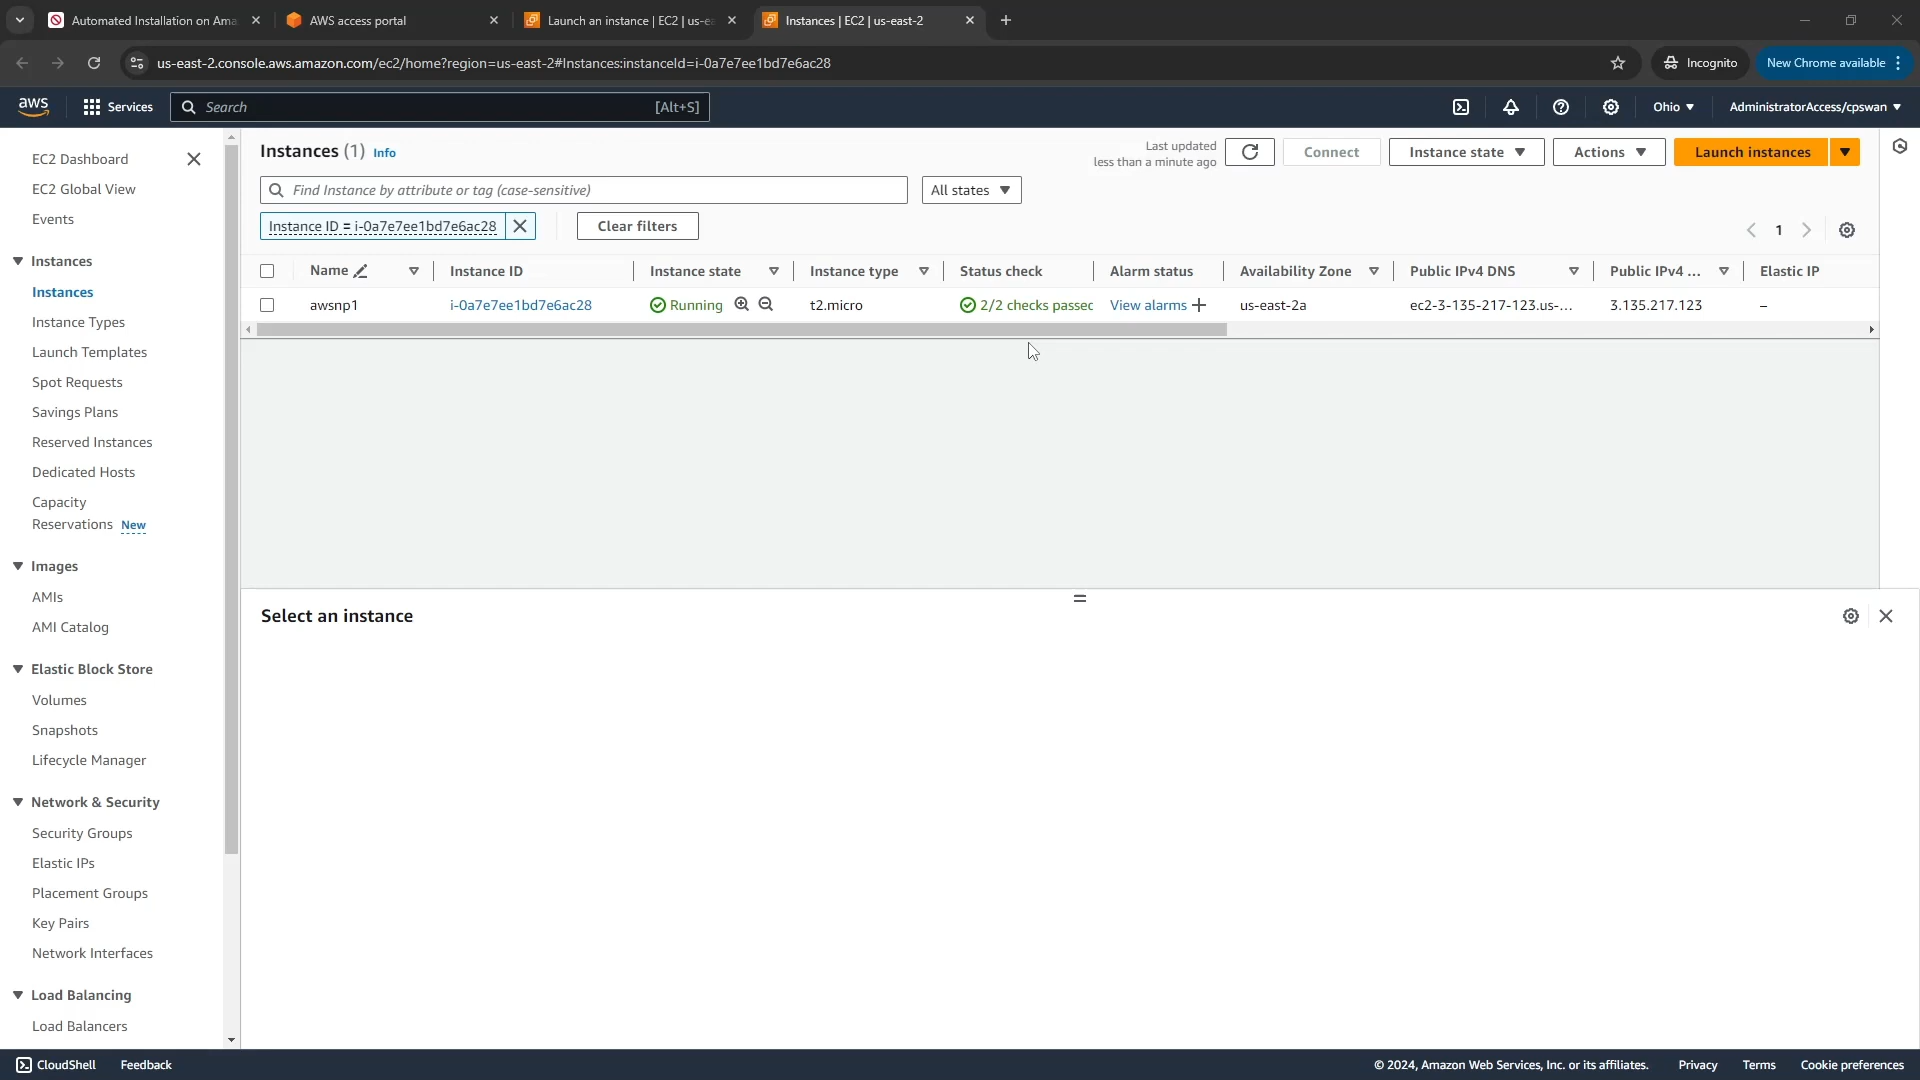 Automated Installation on Ama
AWS access portal
Launch an instance | EC2 | us-ea
Instances | EC2 | us-east-2
us-east-2.console.aws.amazon.com/ec2/home?region=us-east-2#Instances:instanceId=i-0a7e7ee1bd7e6ac28
Incognito
New Chrome available
aws
Services
Search
[Alt+S]
Ohio
AdministratorAccess/cpswan
EC2 Dashboard
EC2 Global View
Events
Instances
Instances
Instance Types
Launch Templates
Spot Requests
Savings Plans
Reserved Instances
Dedicated Hosts
Capacity
Reservations New
Images
AMIs
AMI Catalog
Elastic Block Store
Volumes
Snapshots
Lifecycle Manager
Network & Security
Security Groups
Elastic IPs
Placement Groups
Key Pairs
Network Interfaces
Load Balancing
Load Balancers
Instances (1) Info
Last updated
less than a minute ago
Connect
Instance state
Actions
Launch instances
Find Instance by attribute or tag (case-sensitive)
All states
Instance ID = i-0a7e7ee1bd7e6ac28
Clear filters
1
Name Instance ID Instance state Instance type Status check Alarm status Availability Zone Public IPv4 DNS Public IPv4 ... Elastic IP
awsnp1 i-0a7e7ee1bd7e6ac28 Running t2.micro 2/2 checks passec View alarms us-east-2a ec2-3-135-217-123.us-... 3.135.217.123 –
Select an instance
CloudShell
Feedback
© 2024, Amazon Web Services, Inc. or its affiliates.
Privacy
Terms
Cookie preferences